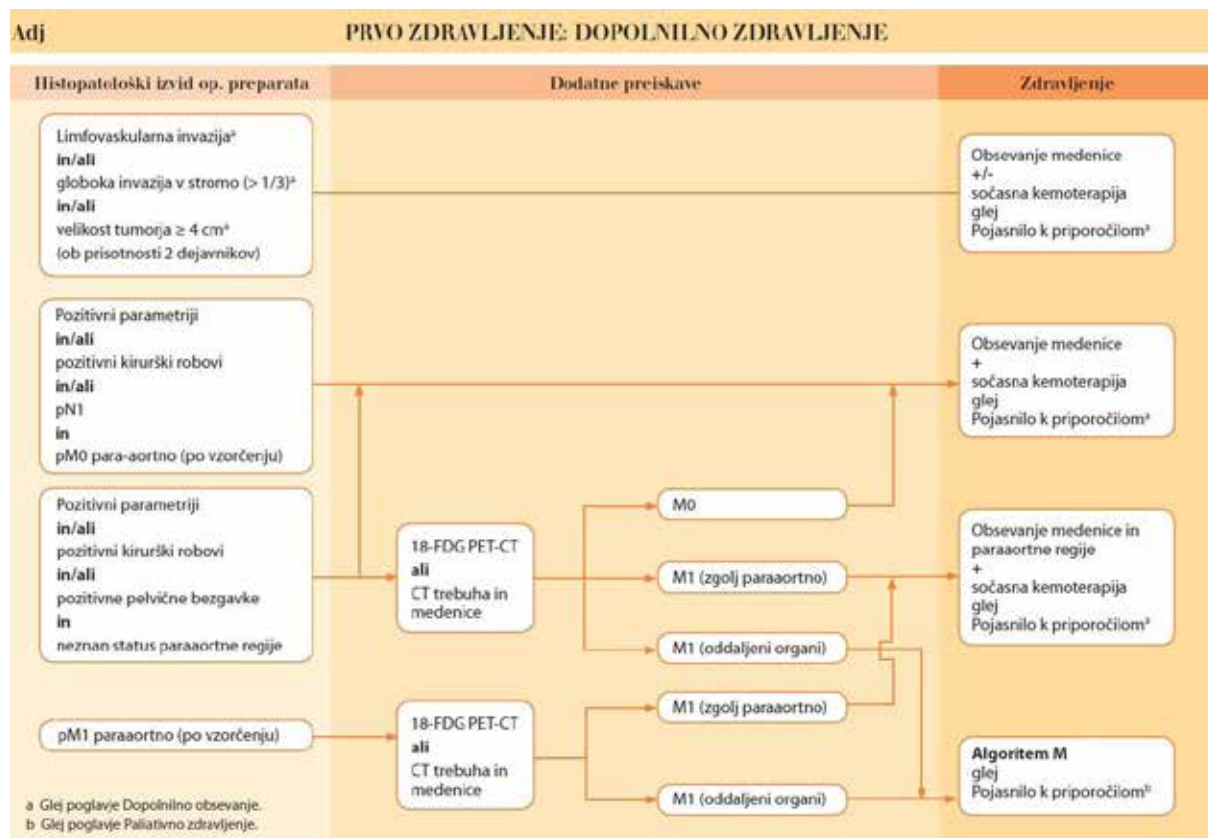 Adj
PRVO ZDRAVLJENJE: DOPOLNILNO ZDRAVLJENJE
Histopatološki izvid op. preparata
Dodatne preiskave
Zdravljenje
Limfovaskularna invazijaᵃ
in/ali
globoka invazija v stromo (> 1/3)ᵃ
in/ali
velikost tumorja ≥ 4 cmᵃ
(ob prisotnosti 2 dejavnikov)
Obsevanje medenice
+/-
sočasna kemoterapija
glej
Pojasnilo k priporočilomᵃ
Pozitivni parametriji
in/ali
pozitivni kirurški robovi
in/ali
pN1
in
pM0 para-aortno (po vzorčenju)
Obsevanje medenice
+
sočasna kemoterapija
glej
Pojasnilo k priporočilomᵃ
Pozitivni parametriji
in/ali
pozitivni kirurški robovi
in/ali
pozitivne pelvične bezgavke
in
neznan status paraaortne regije
18-FDG PET-CT
ali
CT trebuha in
medenice
M0
M1 (zgolj paraaortno)
M1 (oddaljeni organi)
Obsevanje medenice in
paraaortne regije
+
sočasna kemoterapija
glej
Pojasnilo k priporočilomᵃ
pM1 paraaortno (po vzorčenju)
18-FDG PET-CT
ali
CT trebuha in
medenice
M1 (zgolj paraaortno)
M1 (oddaljeni organi)
Algoritem M
glej
Pojasnilo k priporočilomᵇ
a Glej poglavje Dopolnilno obsevanje.
b Glej poglavje Paliativno zdravljenje.